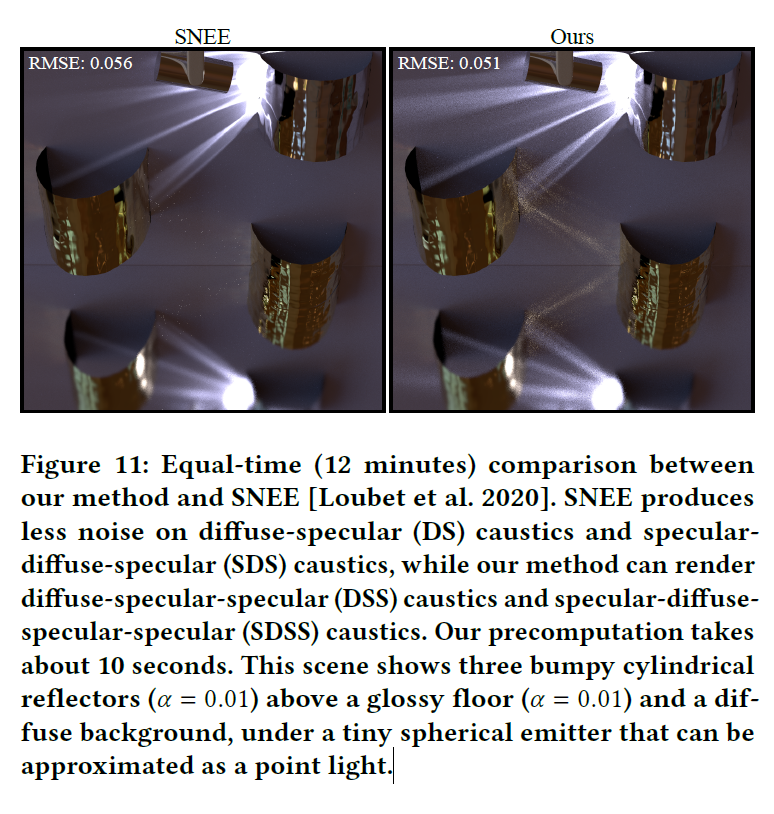 SNEE
Ours
RMSE: 0.056
RMSE: 0.051
Figure 11: Equal-time (12 minutes) comparison between
our method and SNEE [Loubet et al. 2020]. SNEE produces
less noise on diffuse-specular (DS) caustics and specular-
diffuse-specular (SDS) caustics, while our method can render
diffuse-specular-specular (DSS) caustics and specular-diffuse-
specular-specular (SDSS) caustics. Our precomputation takes
about 10 seconds. This scene shows three bumpy cylindrical
reflectors (α = 0.01) above a glossy floor (α = 0.01) and a dif-
fuse background, under a tiny spherical emitter that can be
approximated as a point light.